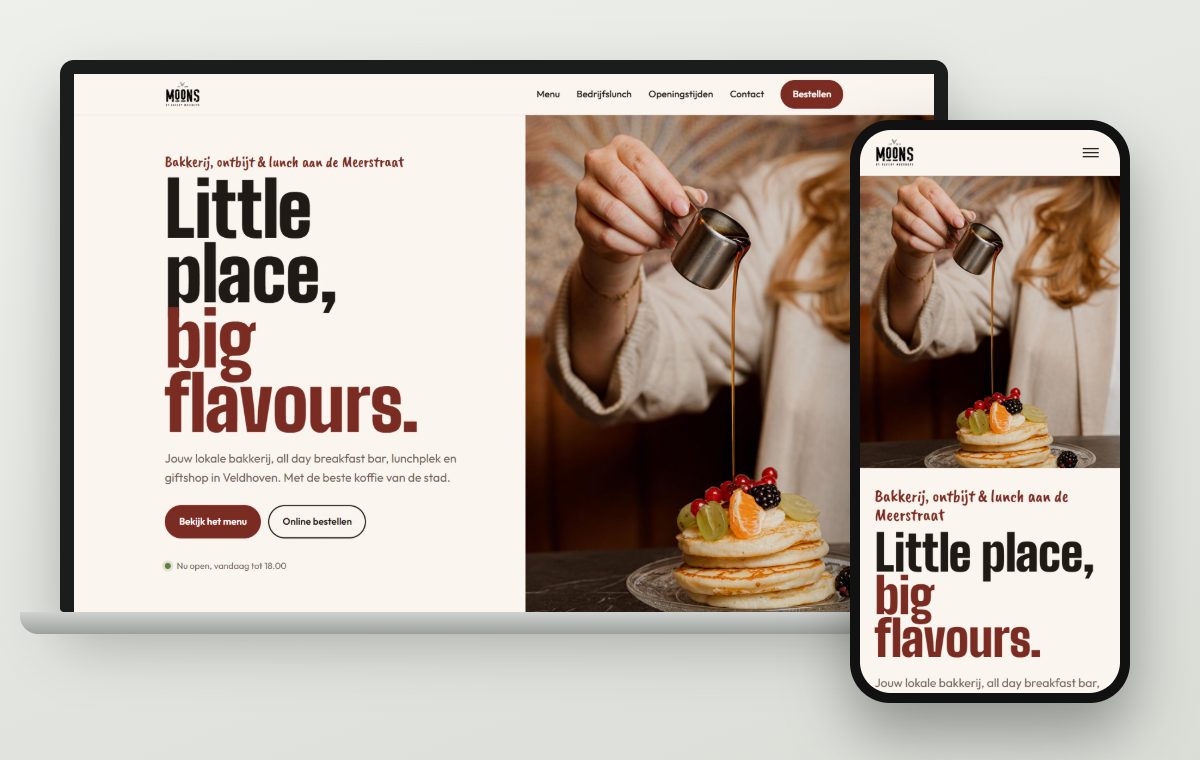 MOONS
Menu
Bedrijfslunch
Openingstijden
Contact
Bestellen
Bakkerij, ontbijt & lunch aan de Meerstraat
Little
place,
big
flavours.
Jouw lokale bakkerij, all day breakfast bar, lunchplek en
giftshop in Veldhoven. Met de beste koffie van de stad.
Bekijk het menu
Online bestellen
Nu open, vandaag tot 18.00
MOONS
Bakkerij, ontbijt & lunch aan de
Meerstraat
Little place,
big
flavours.
Jouw lokale bakkerij, all day breakfast bar,